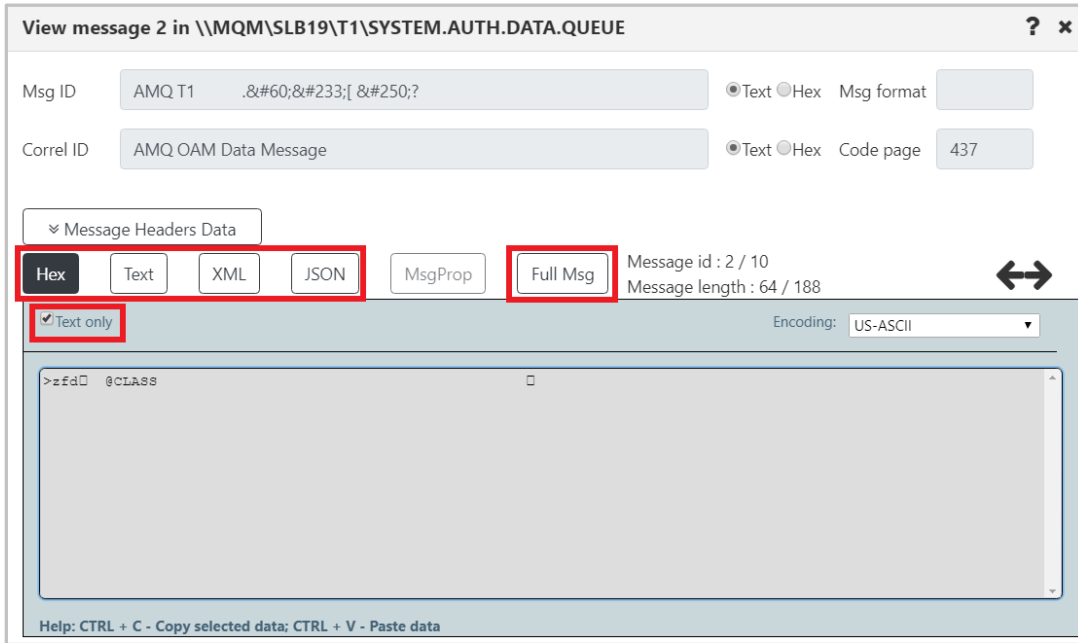 View message 2 in \\MQM\SLB19\T1\SYSTEM.AUTH.DATA.QUEUE ? ×
Msg ID AMQ T1 .&#60;&#233;[ &#250;? Text Hex Msg format
Correl ID AMQ OAM Data Message Text Hex Code page 437
Message Headers Data
Hex Text XML JSON MsgProp Full Msg Message id : 2 / 10
Message length : 64 / 188
Text only Encoding: US-ASCII
>zfd□ @CLASS □
Help: CTRL + C - Copy selected data; CTRL + V - Paste data